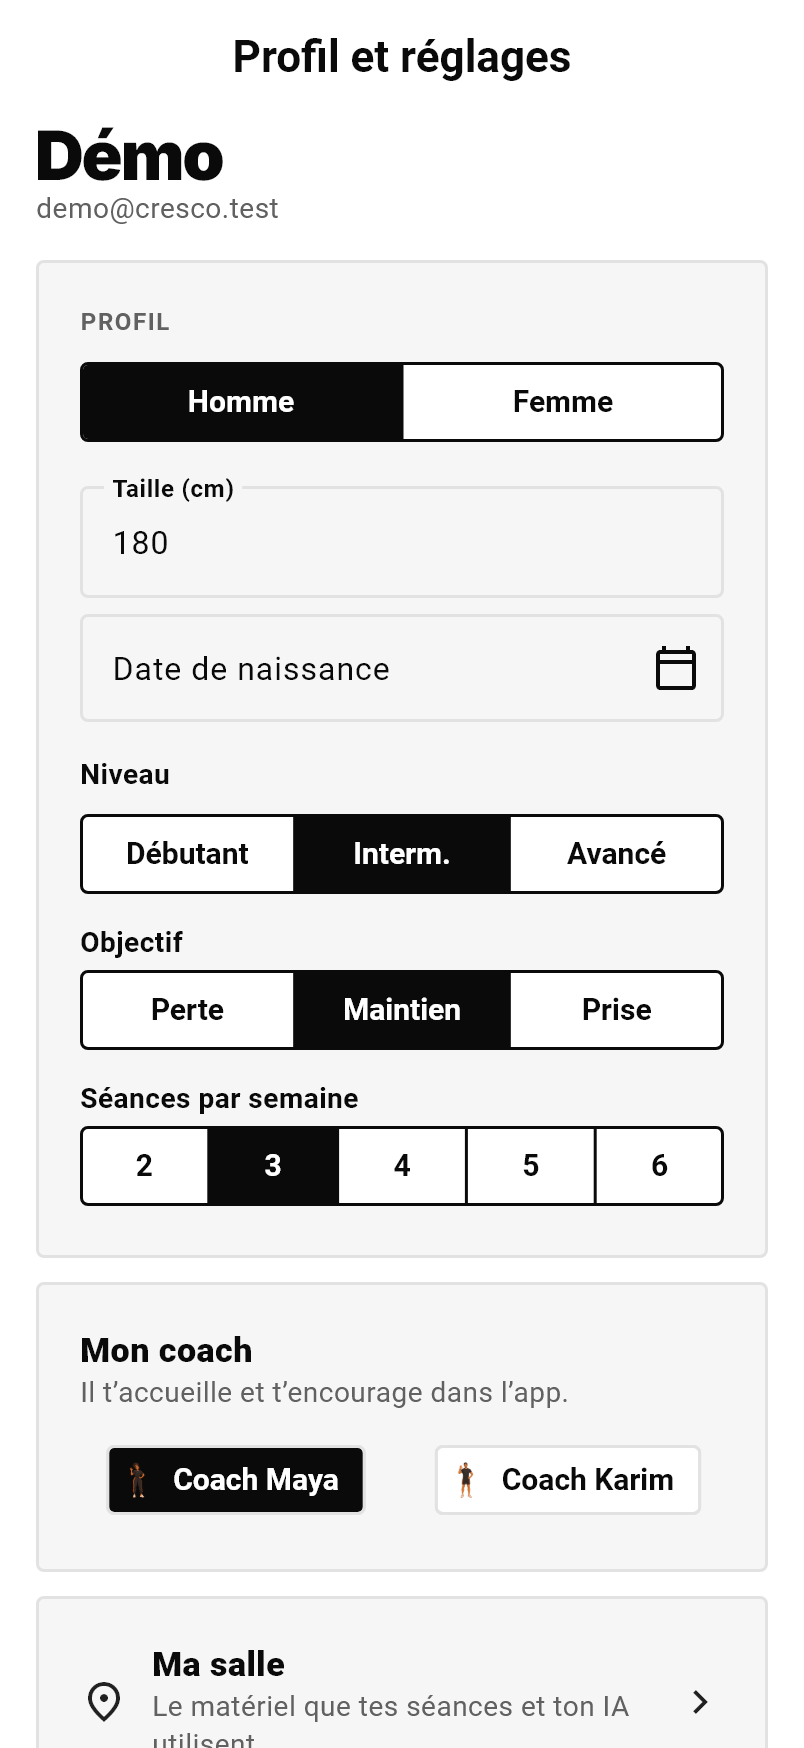 Profil et réglages
Démo
demo@cresco.test
PROFIL
Homme Femme
Taille (cm)
180
Date de naissance
Niveau
Débutant Interm. Avancé
Objectif
Perte Maintien Prise
Séances par semaine
2 3 4 5 6
Mon coach
Il t’accueille et t’encourage dans l’app.
Coach Maya Coach Karim
Ma salle
Le matériel que tes séances et ton IA
utilisent